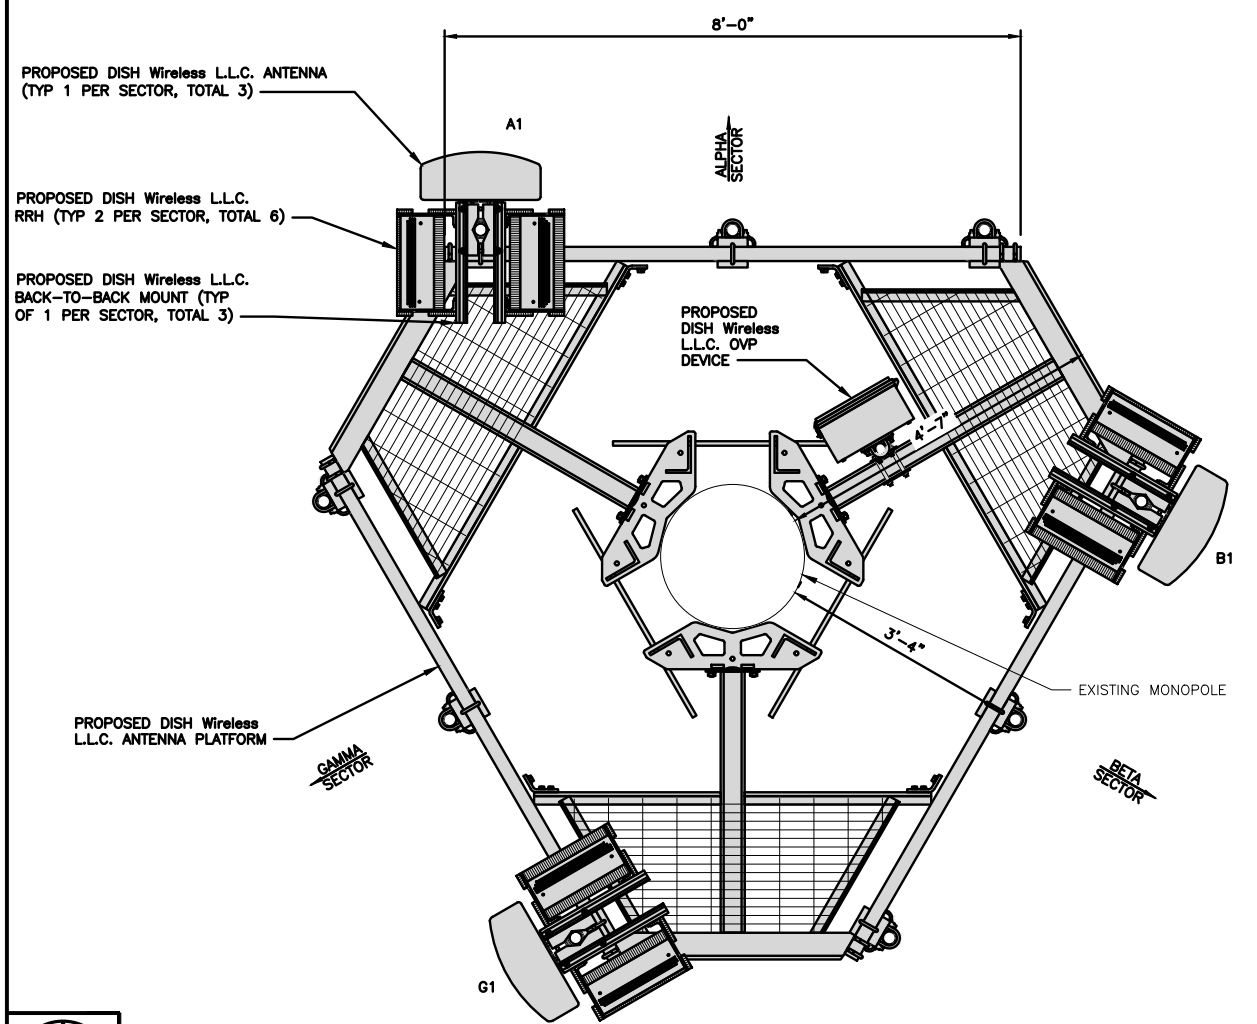 8'-0"
PROPOSED DISH Wireless L.L.C. ANTENNA
(TYP 1 PER SECTOR, TOTAL 3)
A1
ALPHA
SECTOR
PROPOSED DISH Wireless L.L.C.
RRH (TYP 2 PER SECTOR, TOTAL 6)
PROPOSED DISH Wireless L.L.C.
BACK-TO-BACK MOUNT (TYP
OF 1 PER SECTOR, TOTAL 3)
PROPOSED
DISH Wireless
L.L.C. OVP
DEVICE
4'-7"
B1
3'-4"
EXISTING MONOPOLE
PROPOSED DISH Wireless
L.L.C. ANTENNA PLATFORM
GAMMA
SECTOR
BETA
SECTOR
G1